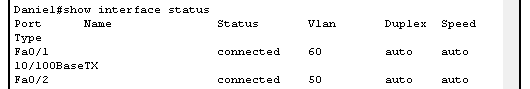 Daniel#show interface status
Port Name Status Vlan Duplex Speed
Type
Fa0/1 connected 60 auto auto
10/100BaseTX
Fa0/2 connected 50 auto auto